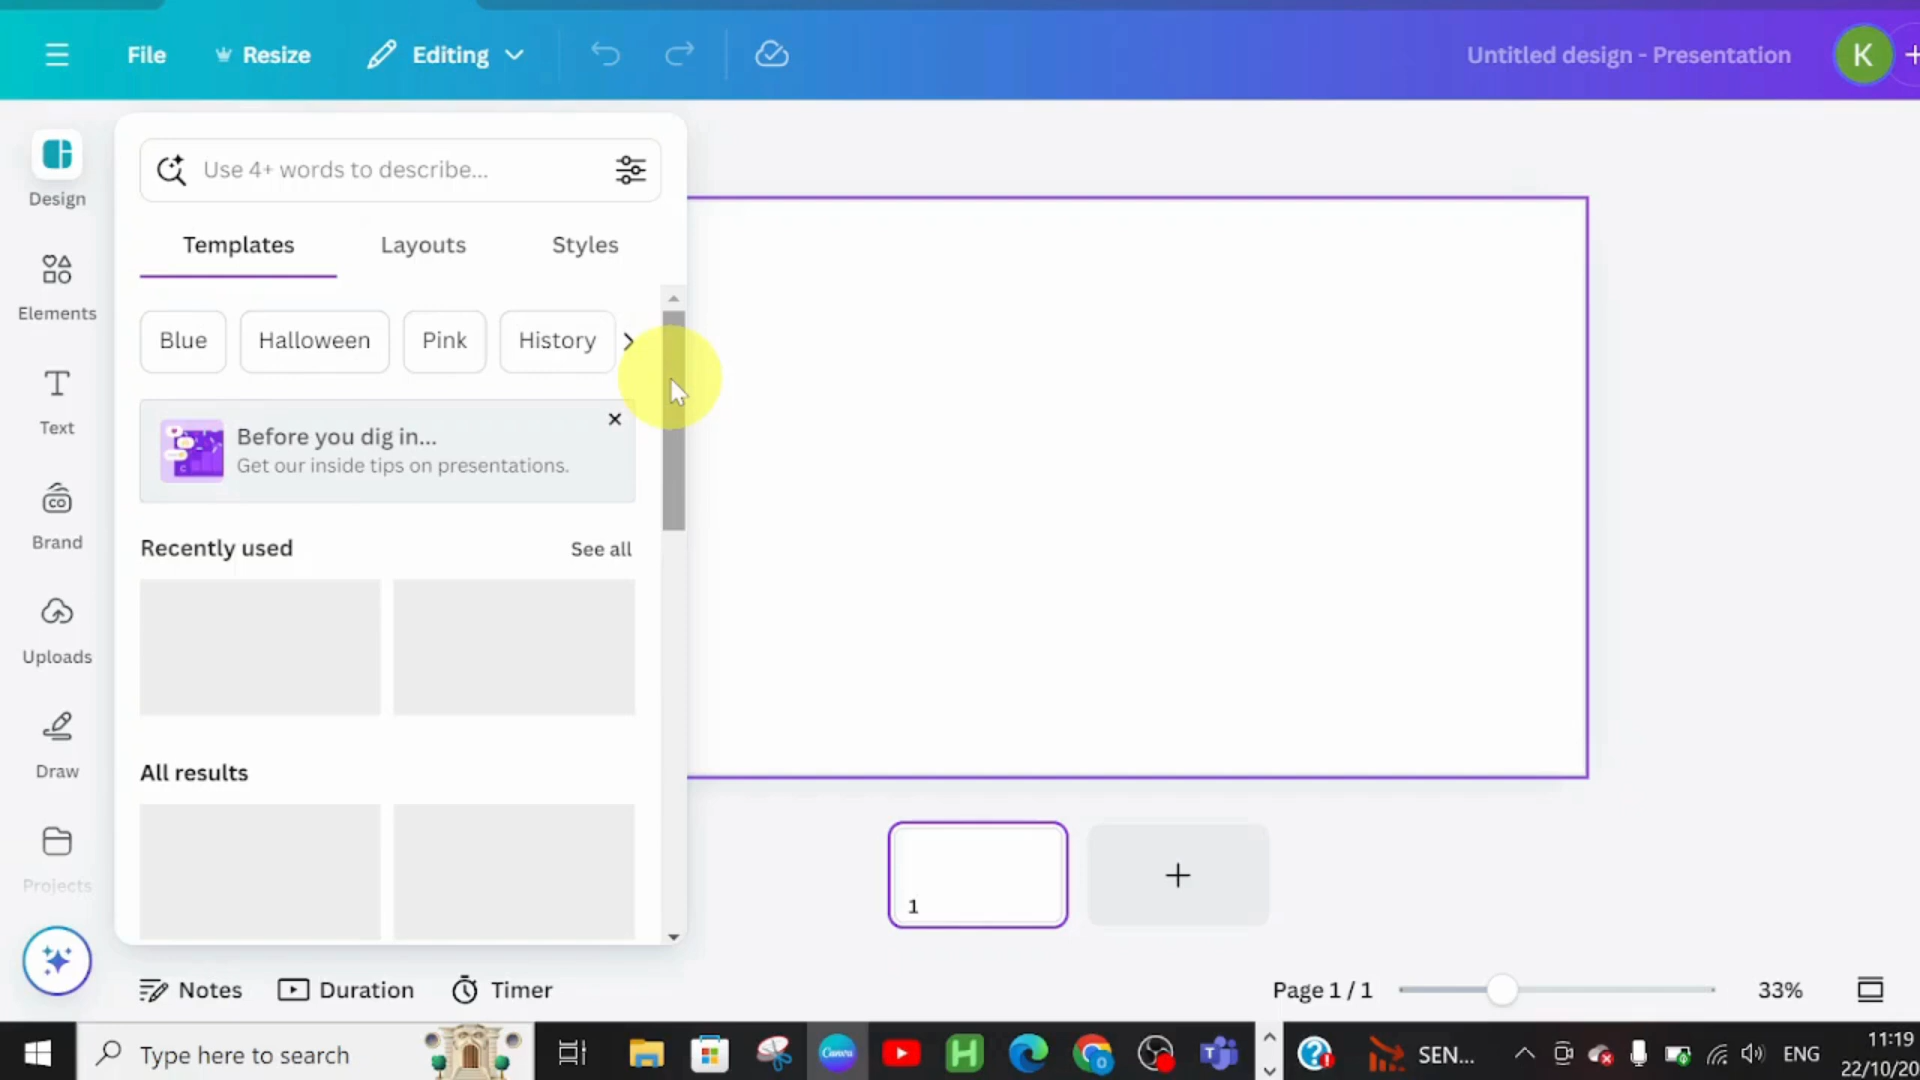 File
Resize
Editing
Untitled design - Presentation
K
Design
Elements
Text
Brand
Uploads
Draw
Projects
Use 4+ words to describe...
Templates
Layouts
Styles
Blue
Halloween
Pink
History
Before you dig in...
Get our inside tips on presentations.
Recently used
See all
All results
1
Notes
Duration
Timer
Page 1 / 1
33%
Type here to search
Canva
SEN...
ENG
11:19
22/10/20